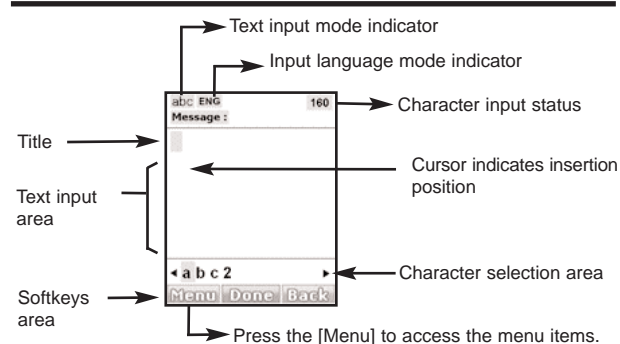 Text input mode indicator
Input language mode indicator
abc ENG 160
Message :
Character input status
Title
Cursor indicates insertion
position
Text input
area
a b c 2
Character selection area
Menu Done Back
Softkeys
area
Press the [Menu] to access the menu items.